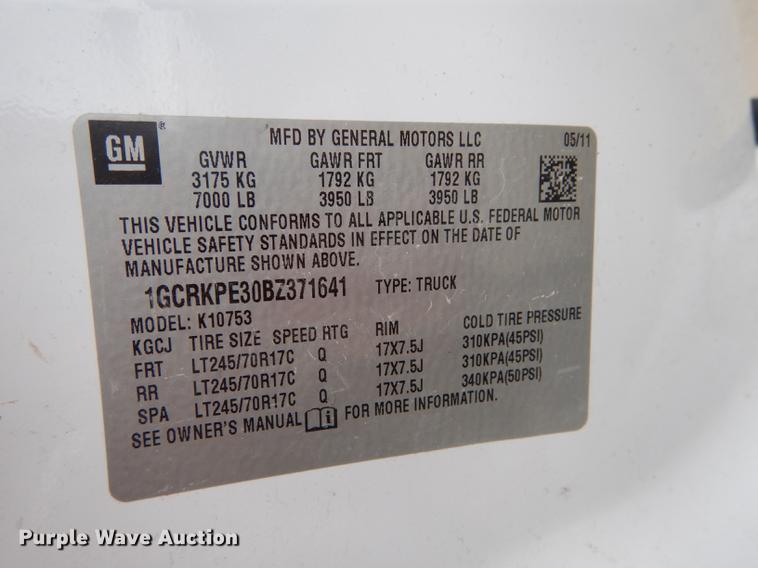 GM
®
MFD BY GENERAL MOTORS LLC 05/11
GVWR GAWR FRT GAWR RR
3175 KG 1792 KG 1792 KG
7000 LB 3950 LB 3950 LB
THIS VEHICLE CONFORMS TO ALL APPLICABLE U.S. FEDERAL MOTOR
VEHICLE SAFETY STANDARDS IN EFFECT ON THE DATE OF
MANUFACTURE SHOWN ABOVE.
1GCRKPE30BZ371641 TYPE: TRUCK
MODEL: K10753
KGCJ TIRE SIZE SPEED RTG RIM COLD TIRE PRESSURE
FRT LT245/70R17C Q 17X7.5J 310KPA(45PSI)
RR LT245/70R17C Q 17X7.5J 310KPA(45PSI)
SPA LT245/70R17C Q 17X7.5J 340KPA(50PSI)
SEE OWNER'S MANUAL FOR MORE INFORMATION.
Purple Wave Auction